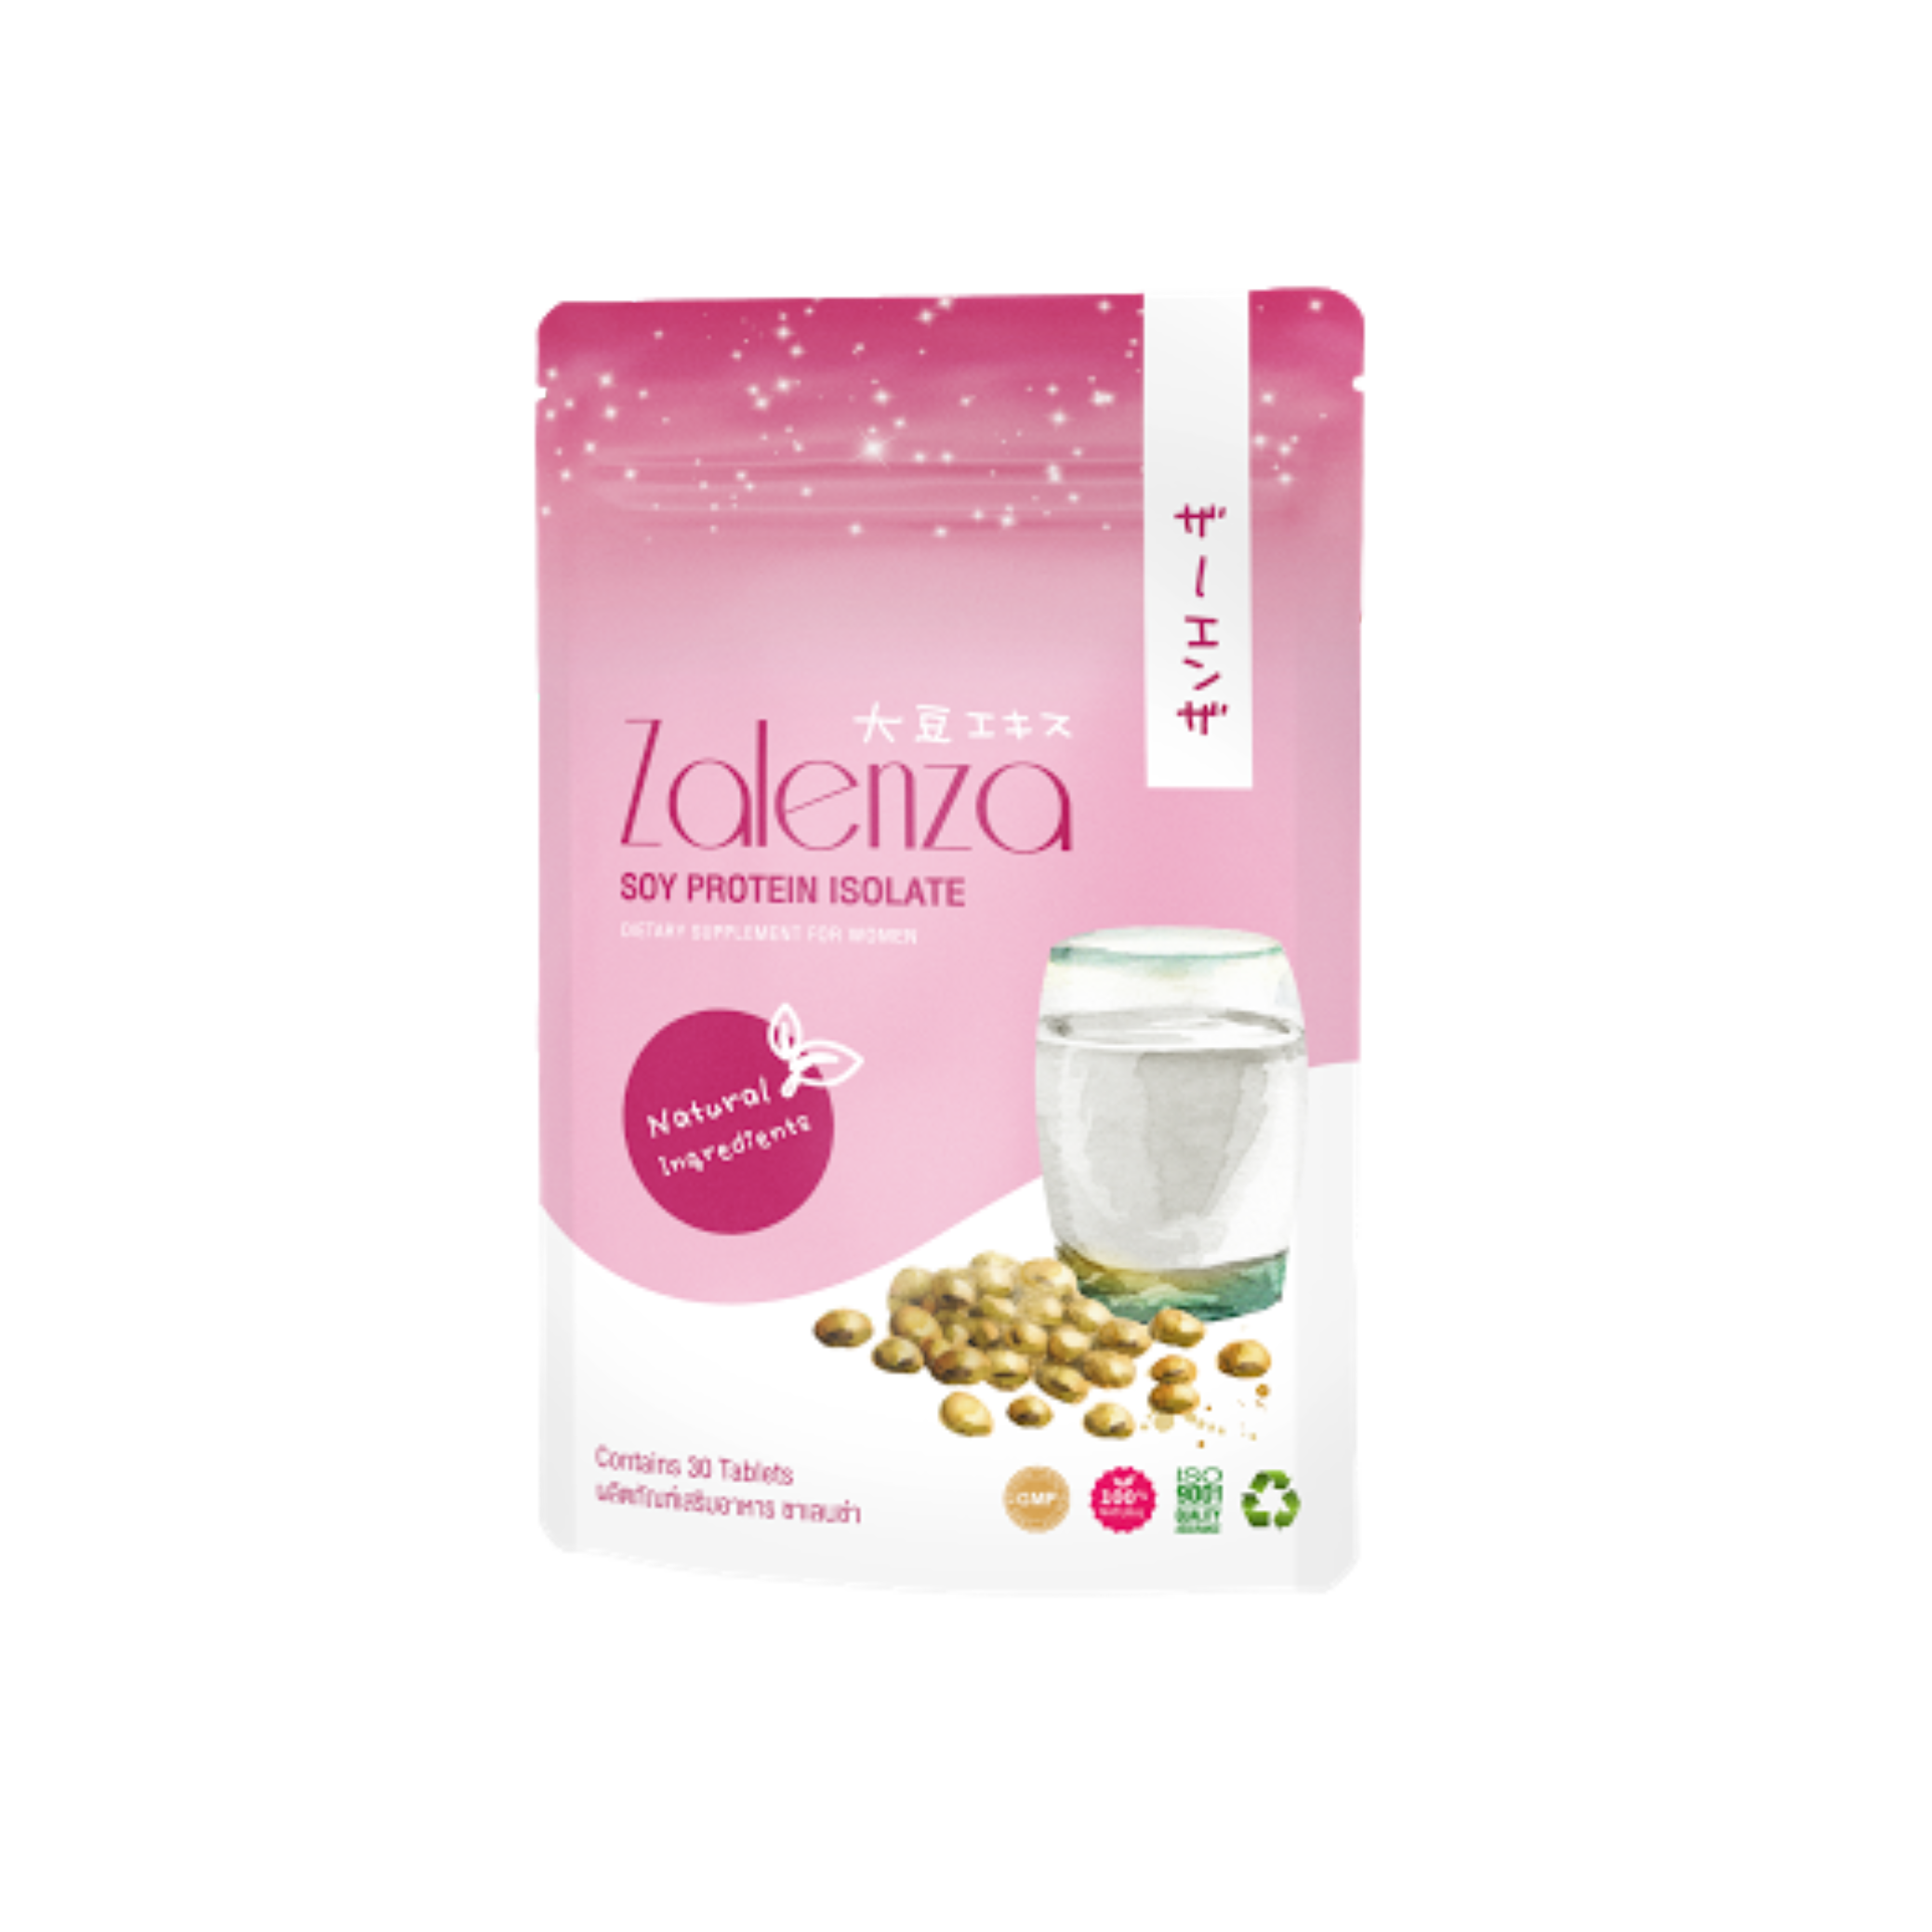 ザーエンザ
大豆エキス
Zalenza
SOY PROTEIN ISOLATE
DIETARY SUPPLEMENT FOR WOMEN
Natural
Ingredients
Contains 30 Tablets
ผลิตภัณฑ์เสริมอาหาร ซาเลนซ่า
GMP
100%
ISO
9001
QUALITY